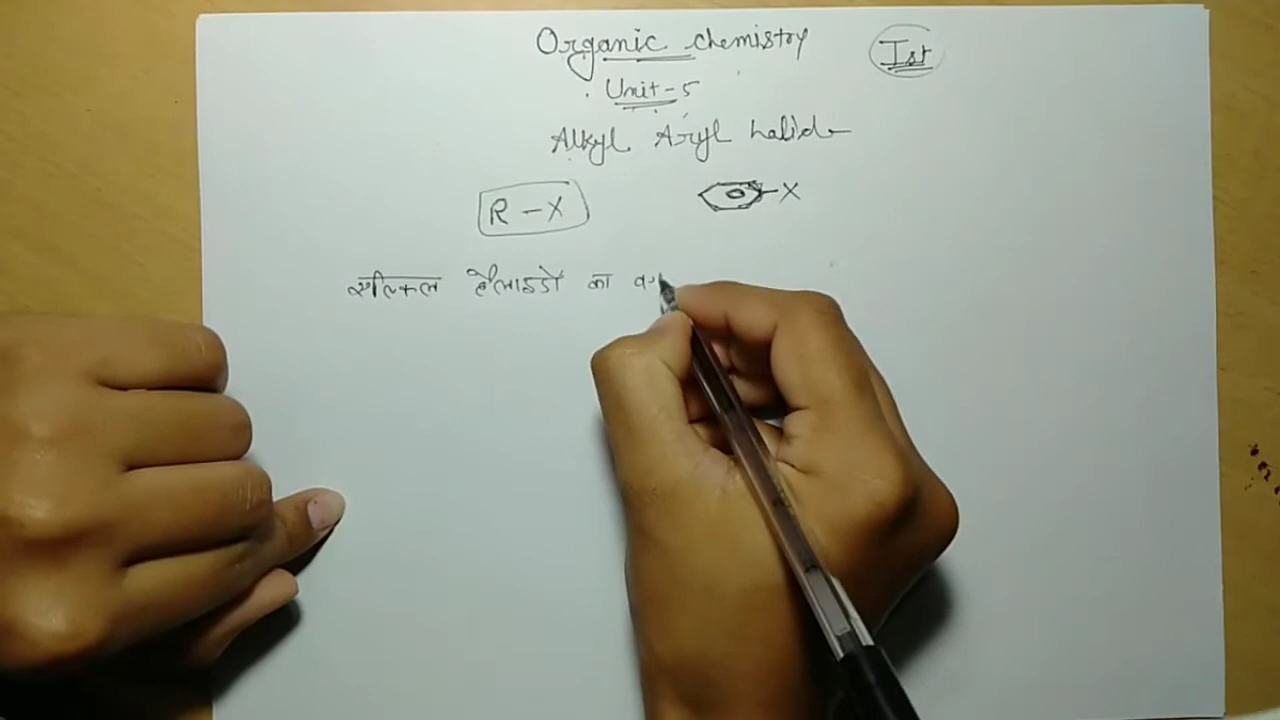 Organic chemistry Ist
Unit-5
Alkyl Aryl halide
R-X -X
एल्किल हैलाइडों का